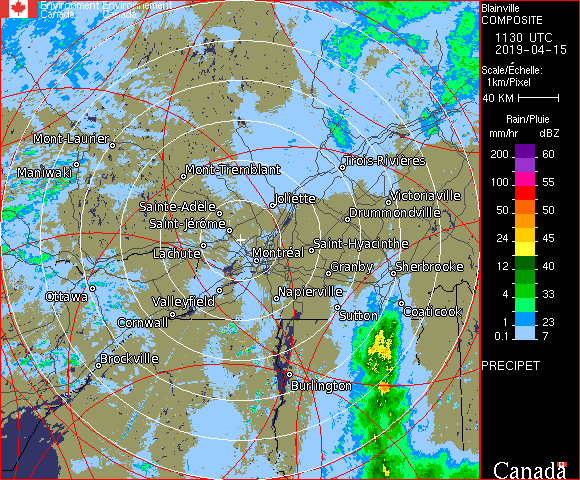 Environment Environnement
Canada Canada
Blainville
COMPOSITE
1130 UTC
2019-04-15
Scale/Échelle:
1km/Pixel
40 KM
Rain/Pluie
mm/hr dBZ
200 60
100 55
50 50
24 45
12 40
4 33
1 23
0.1 7
PRECIPET
Canada
Mont-Laurier
Maniwaki
Mont-Tremblant
Trois-Rivières
Sainte-Adèle
Joliette
Victoriaville
Saint-Jérôme
Drummondville
Lachute
Montréal
Saint-Hyacinthe
Granby
Sherbrooke
Ottawa
Valleyfield
Napierville
Cornwall
Sutton
Coaticook
Brockville
Burlington